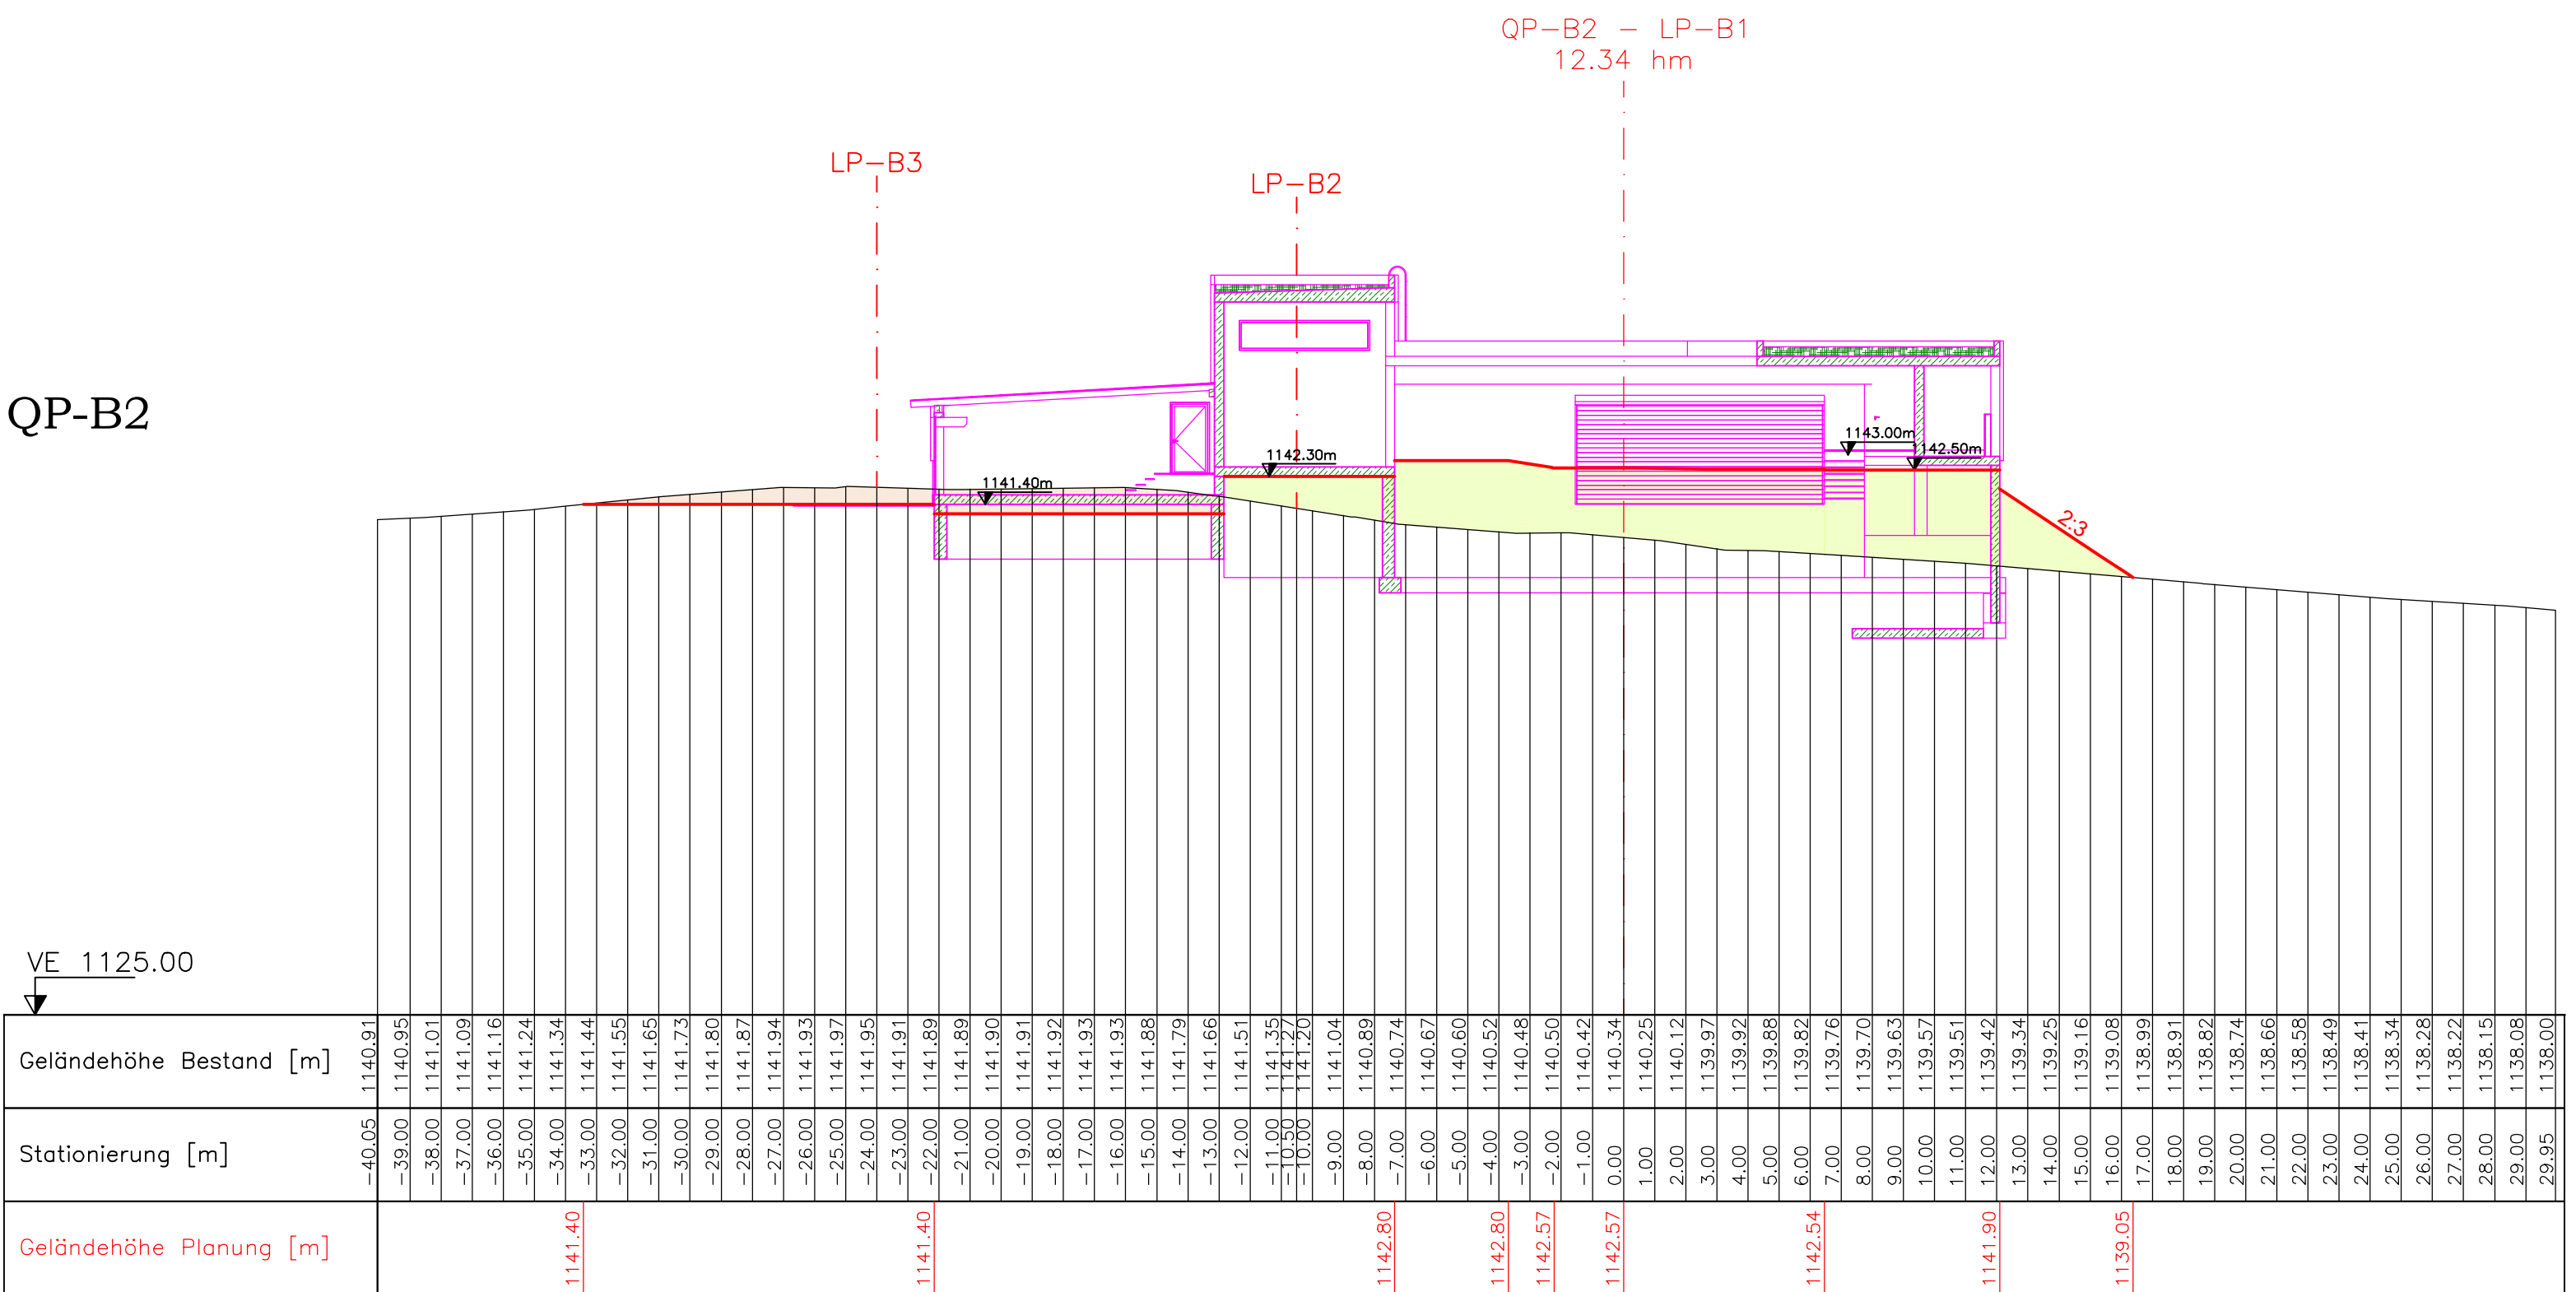 QP-B2 - LP-B1
12.34 hm
LP-B3
LP-B2
QP-B2
1143.00m
1142.50m
1142.30m
1141.40m
2:3
VE 1125.00
Geländehöhe Bestand [m] 1140.91 1140.95 1141.01 1141.09 1141.16 1141.24 1141.34 1141.44 1141.55 1141.65 1141.73 1141.80 1141.87 1141.94 1141.93 1141.97 1141.95 1141.91 1141.89 1141.89 1141.90 1141.91 1141.92 1141.93 1141.93 1141.88 1141.79 1141.66 1141.51 1141.35 1141.27 1141.20 1141.04 1140.89 1140.74 1140.67 1140.60 1140.52 1140.48 1140.50 1140.42 1140.34 1140.25 1140.12 1139.97 1139.92 1139.88 1139.82 1139.76 1139.70 1139.63 1139.57 1139.51 1139.42 1139.34 1139.25 1139.16 1139.08 1138.99 1138.91 1138.82 1138.74 1138.66 1138.58 1138.49 1138.41 1138.34 1138.28 1138.22 1138.15 1138.08 1138.00
Stationierung [m] -40.05 -39.00 -38.00 -37.00 -36.00 -35.00 -34.00 -33.00 -32.00 -31.00 -30.00 -29.00 -28.00 -27.00 -26.00 -25.00 -24.00 -23.00 -22.00 -21.00 -20.00 -19.00 -18.00 -17.00 -16.00 -15.00 -14.00 -13.00 -12.00 -11.00 -10.50 -10.00 -9.00 -8.00 -7.00 -6.00 -5.00 -4.00 -3.00 -2.00 -1.00 0.00 1.00 2.00 3.00 4.00 5.00 6.00 7.00 8.00 9.00 10.00 11.00 12.00 13.00 14.00 15.00 16.00 17.00 18.00 19.00 20.00 21.00 22.00 23.00 24.00 25.00 26.00 27.00 28.00 29.00 29.95
Geländehöhe Planung [m] 1141.40 1141.40 1142.80 1142.80 1142.57 1142.57 1142.54 1141.90 1139.05